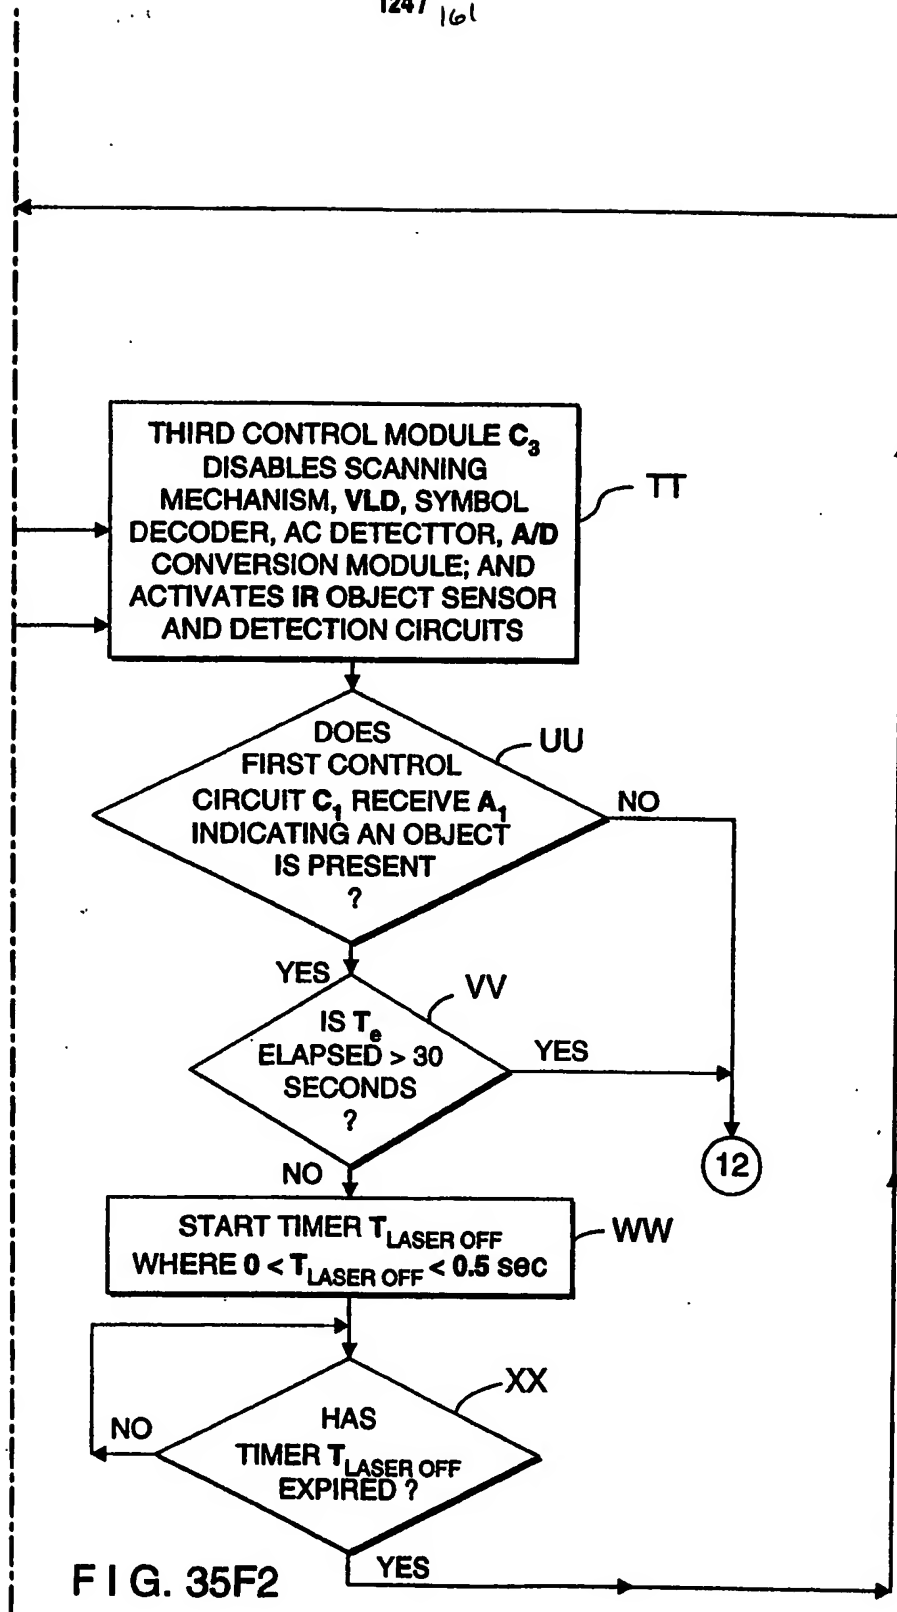 1247 161
THIRD CONTROL MODULE C3
DISABLES SCANNING
MECHANISM, VLD, SYMBOL
DECODER, AC DETECTTOR, A/D
CONVERSION MODULE; AND
ACTIVATES IR OBJECT SENSOR
AND DETECTION CIRCUITS
TT
DOES
FIRST CONTROL
CIRCUIT C1 RECEIVE A1
INDICATING AN OBJECT
IS PRESENT
?
UU
NO
YES
IS Te
ELAPSED > 30
SECONDS
?
VV
YES
12
NO
START TIMER TLASER OFF
WHERE 0 < TLASER OFF < 0.5 sec
WW
HAS
TIMER TLASER OFF
EXPIRED ?
XX
NO
YES
FIG. 35F2